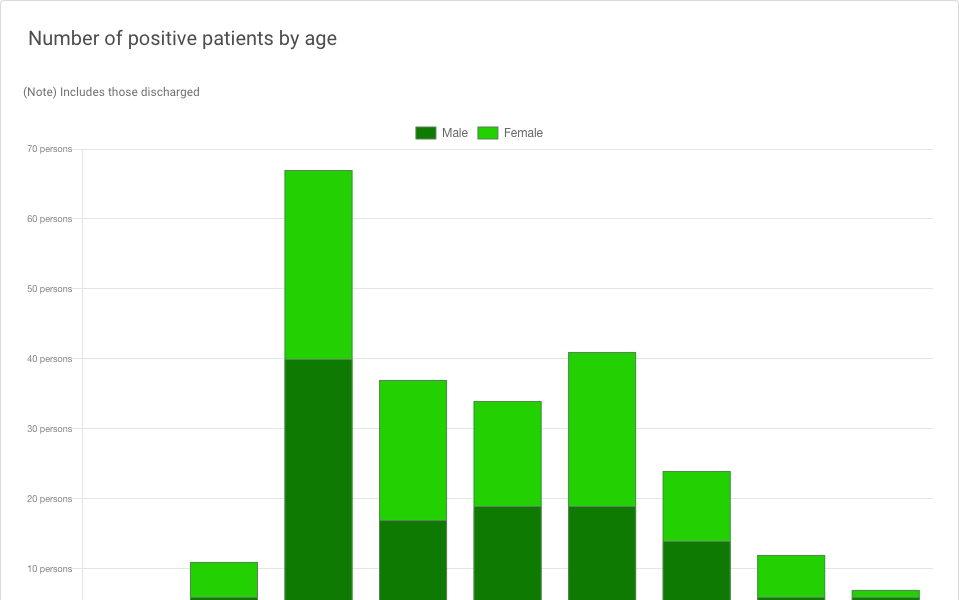 Number of positive patients by age
(Note) Includes those discharged
Male Female
70 persons
60 persons
50 persons
40 persons
30 persons
20 persons
10 persons